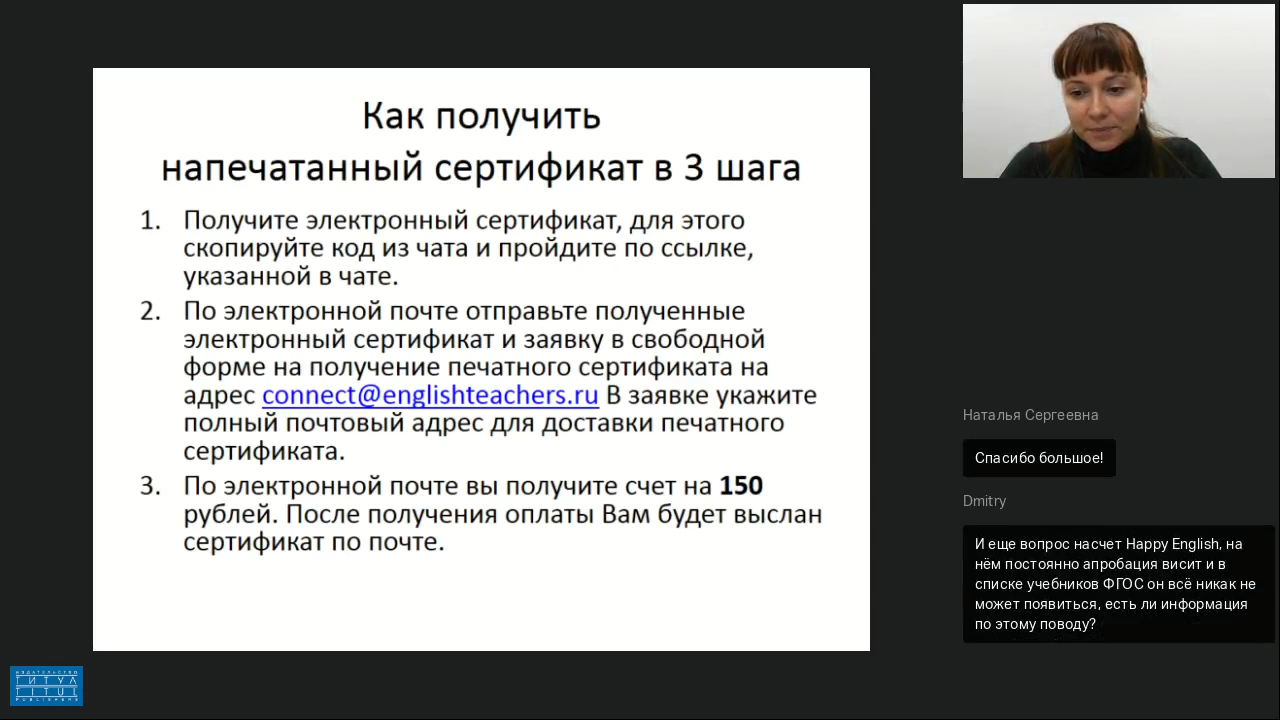 Как получить
напечатанный сертификат в 3 шага
1. Получите электронный сертификат, для этого
скопируйте код из чата и пройдите по ссылке,
указанной в чате.
2. По электронной почте отправьте полученные
электронный сертификат и заявку в свободной
форме на получение печатного сертификата на
адрес connect@englishteachers.ru В заявке укажите
полный почтовый адрес для доставки печатного
сертификата.
3. По электронной почте вы получите счет на 150
рублей. После получения оплаты Вам будет выслан
сертификат по почте.
Наталья Сергеевна
Спасибо большое!
Dmitry
И еще вопрос насчет Happy English, на
нём постоянно апробация висит и в
списке учебников ФГОС он всё никак не
может появиться, есть ли информация
по этому поводу?
ИЗДАТЕЛЬСТВО
ТИТУЛ
TITUL
PUBLISHERS